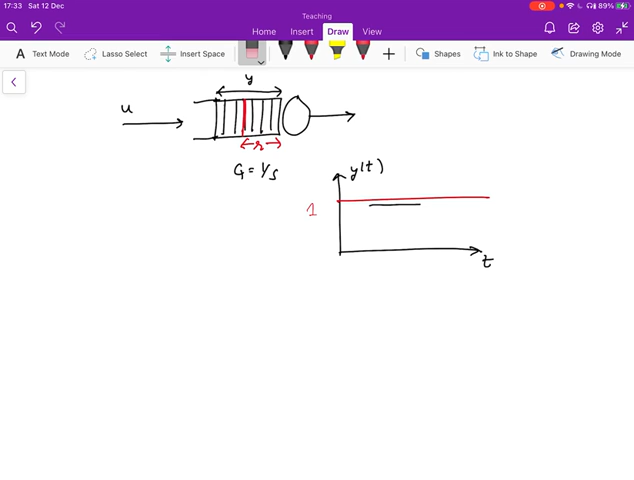 17:33 Sat 12 Dec
Teaching
89%
Home Insert Draw View
A Text Mode Lasso Select Insert Space Shapes Ink to Shape Drawing Mode
y
u
r
G = 1/s
y(t)
1
t